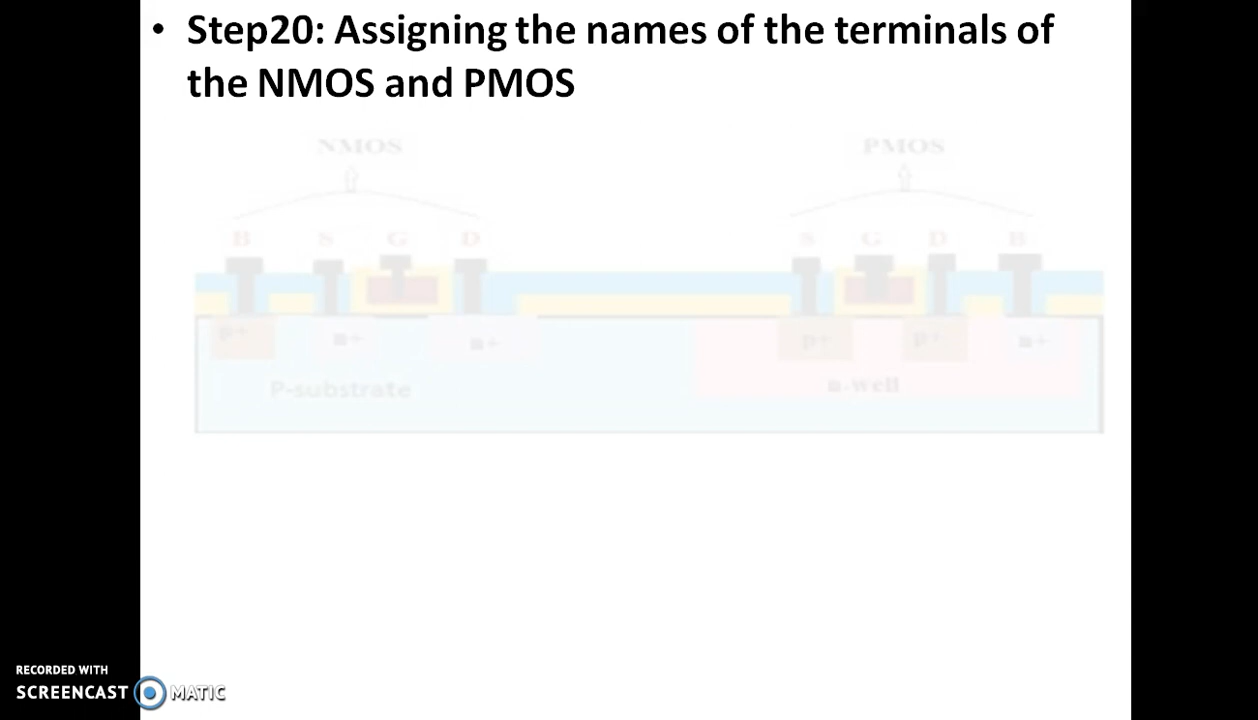 • Step20: Assigning the names of the terminals of
the NMOS and PMOS
NMOS PMOS
B S G D S G D B
p+ n+ n+ p+ p+ n+
P-substrate n-well
RECORDED WITH
SCREENCAST MATIC